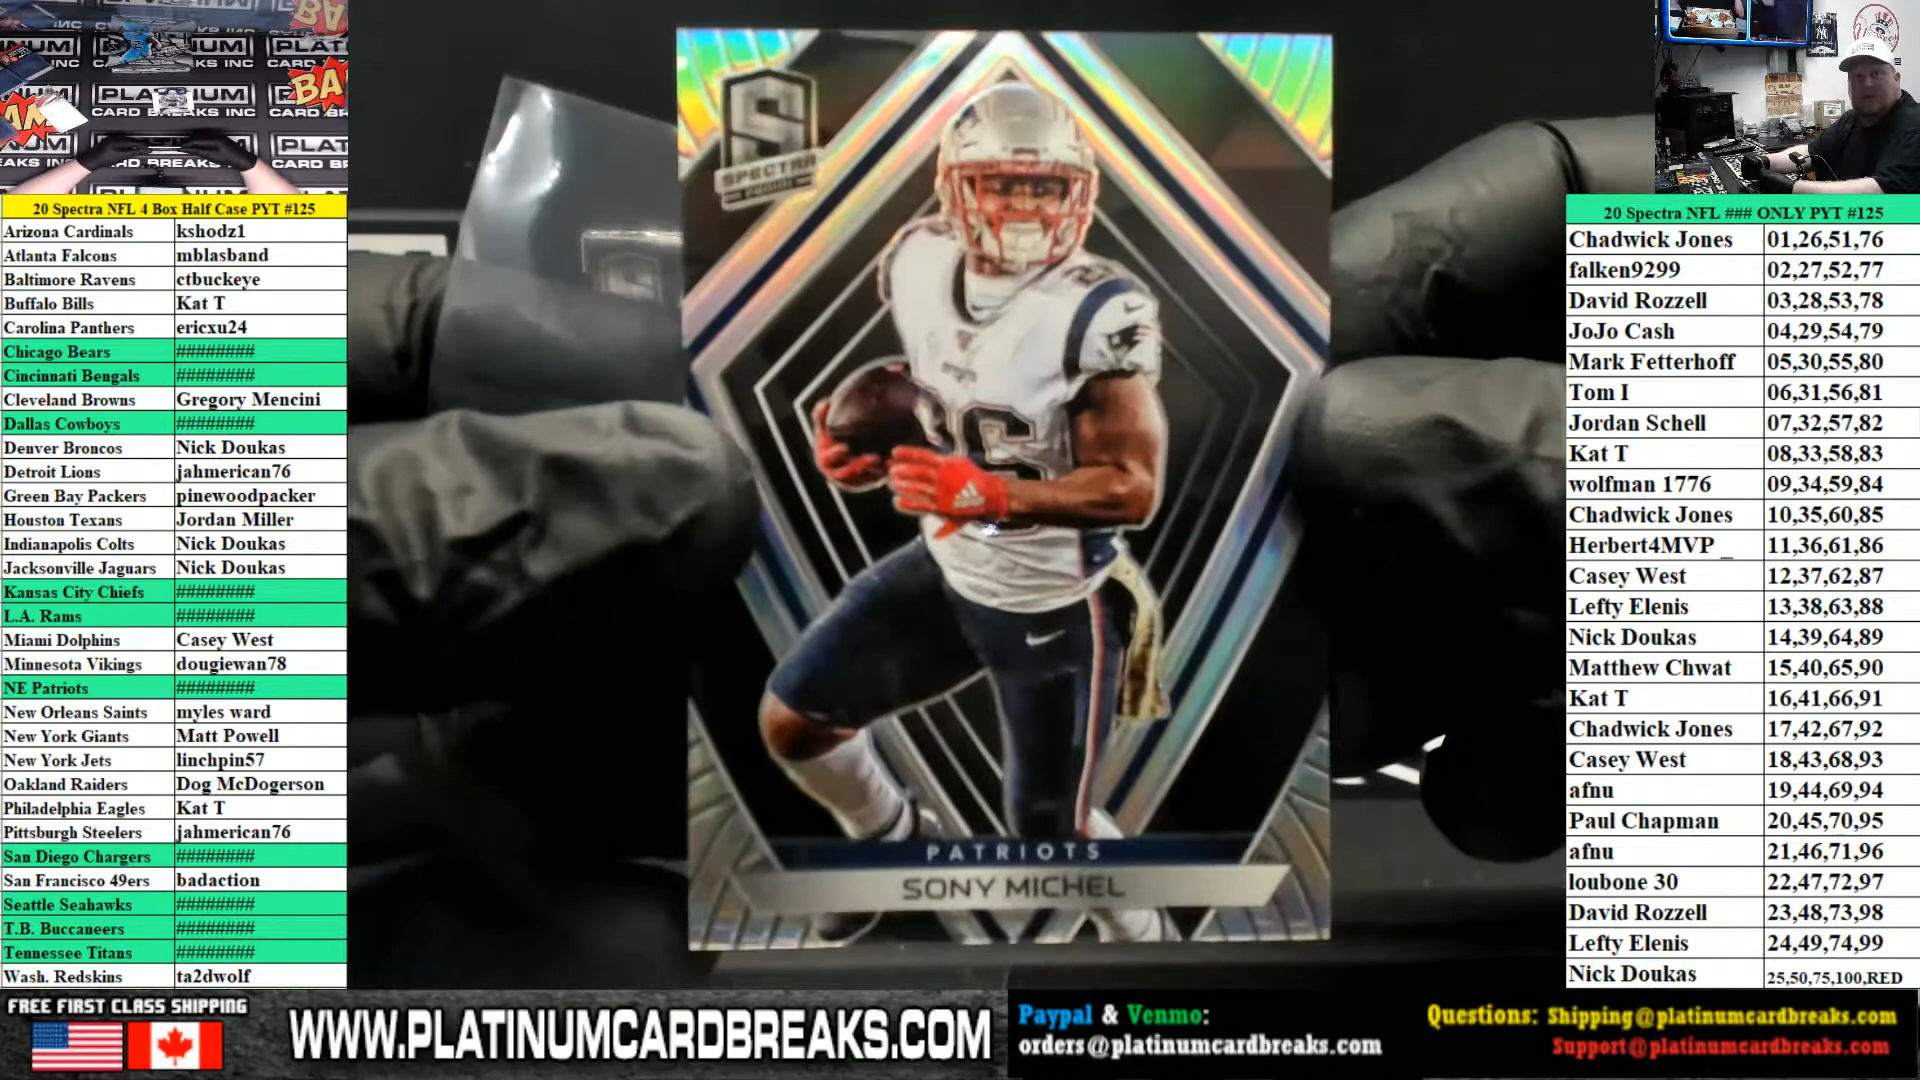 20 Spectra NFL 4 Box Half Case PYT #125
Arizona Cardinals kshodz1
Atlanta Falcons mblasband
Baltimore Ravens ctbuckeye
Buffalo Bills Kat T
Carolina Panthers ericxu24
Chicago Bears ########
Cincinnati Bengals ########
Cleveland Browns Gregory Mencini
Dallas Cowboys ########
Denver Broncos Nick Doukas
Detroit Lions jahmerican76
Green Bay Packers pinewoodpacker
Houston Texans Jordan Miller
Indianapolis Colts Nick Doukas
Jacksonville Jaguars Nick Doukas
Kansas City Chiefs ########
L.A. Rams ########
Miami Dolphins Casey West
Minnesota Vikings dougiewan78
NE Patriots ########
New Orleans Saints myles ward
New York Giants Matt Powell
New York Jets linchpin57
Oakland Raiders Dog McDogerson
Philadelphia Eagles Kat T
Pittsburgh Steelers jahmerican76
San Diego Chargers ########
San Francisco 49ers badaction
Seattle Seahawks ########
T.B. Buccaneers ########
Tennessee Titans ########
Wash. Redskins ta2dwolf
S
SPECTRA
PATRIOTS
SONY MICHEL
20 Spectra NFL ### ONLY PYT #125
Chadwick Jones 01,26,51,76
falken9299 02,27,52,77
David Rozzell 03,28,53,78
JoJo Cash 04,29,54,79
Mark Fetterhoff 05,30,55,80
Tom I 06,31,56,81
Jordan Schell 07,32,57,82
Kat T 08,33,58,83
wolfman 1776 09,34,59,84
Chadwick Jones 10,35,60,85
Herbert4MVP _ 11,36,61,86
Casey West 12,37,62,87
Lefty Elenis 13,38,63,88
Nick Doukas 14,39,64,89
Matthew Chwat 15,40,65,90
Kat T 16,41,66,91
Chadwick Jones 17,42,67,92
Casey West 18,43,68,93
afnu 19,44,69,94
Paul Chapman 20,45,70,95
afnu 21,46,71,96
loubone 30 22,47,72,97
David Rozzell 23,48,73,98
Lefty Elenis 24,49,74,99
Nick Doukas 25,50,75,100,RED
FREE FIRST CLASS SHIPPING
WWW.PLATINUMCARDBREAKS.COM
Paypal & Venmo:
orders@platinumcardbreaks.com
Questions: Shipping@platinumcardbreaks.com
Support@platinumcardbreaks.com